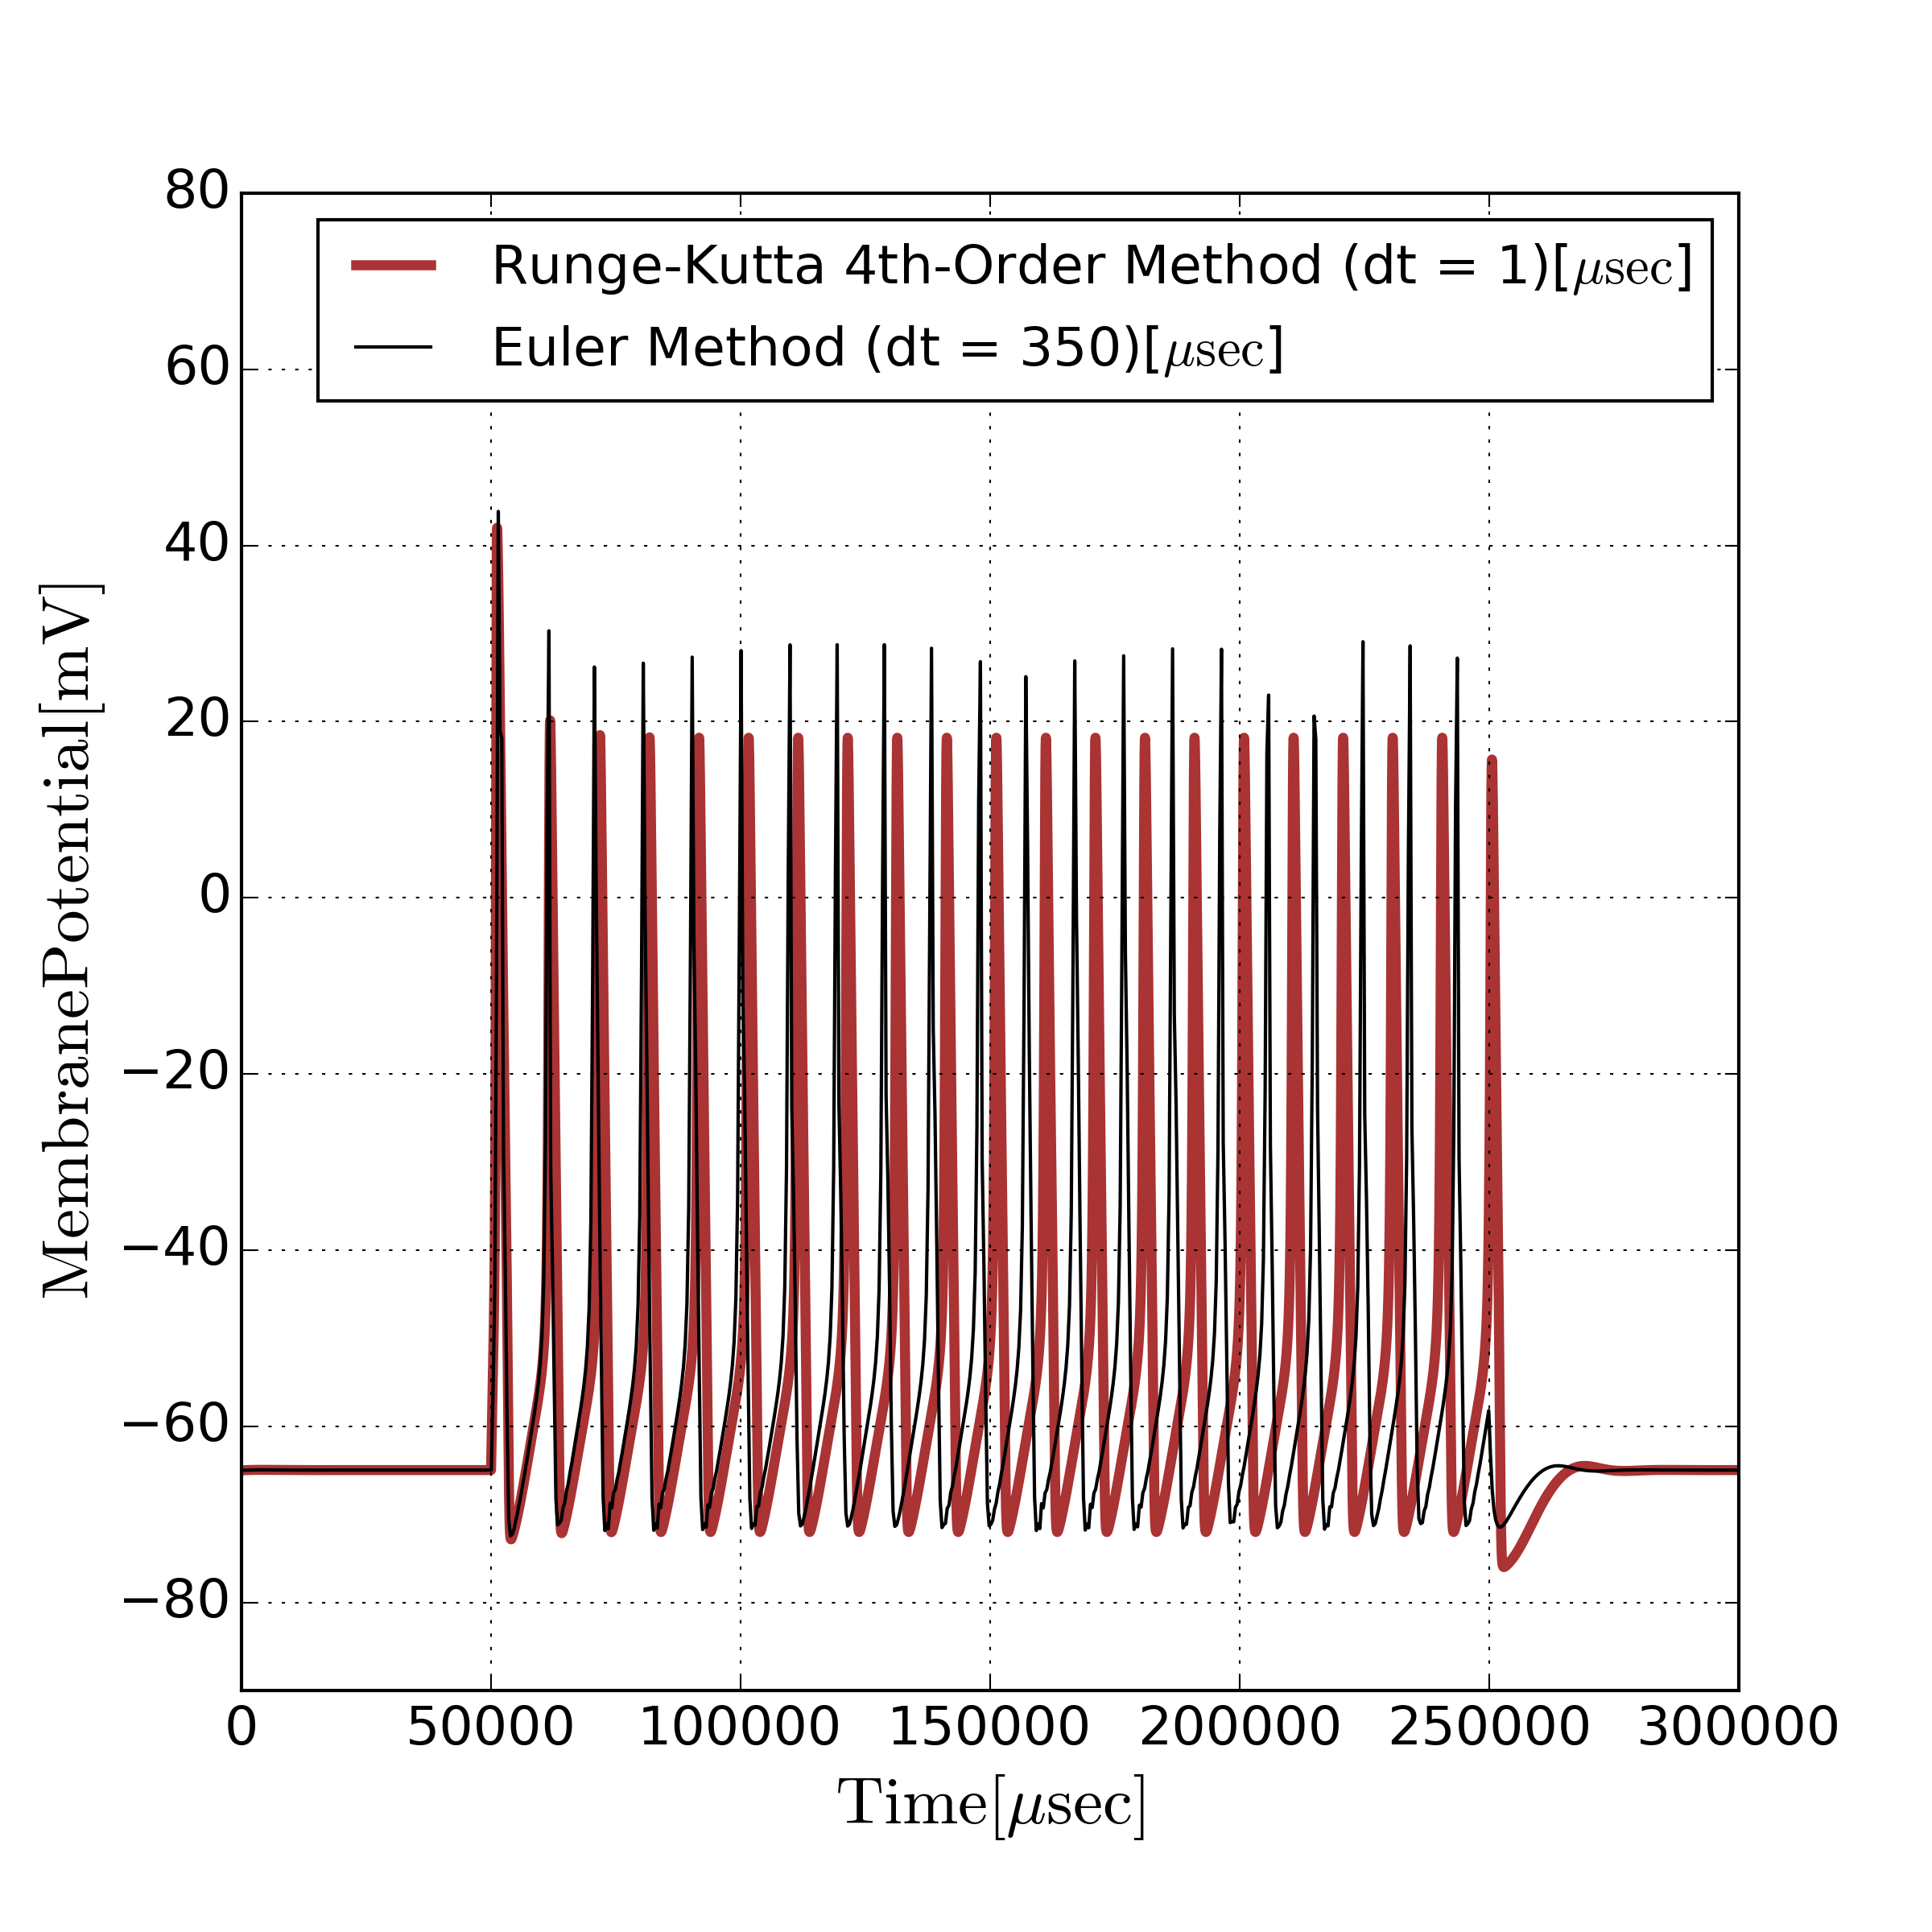 80
Runge-Kutta 4th-Order Method (dt = 1)[μsec]
Euler Method (dt = 350)[μsec]
60
40
20
0
−20
−40
−60
−80
MembranePotential[mV]
0 50000 100000 150000 200000 250000 300000
Time[μsec]